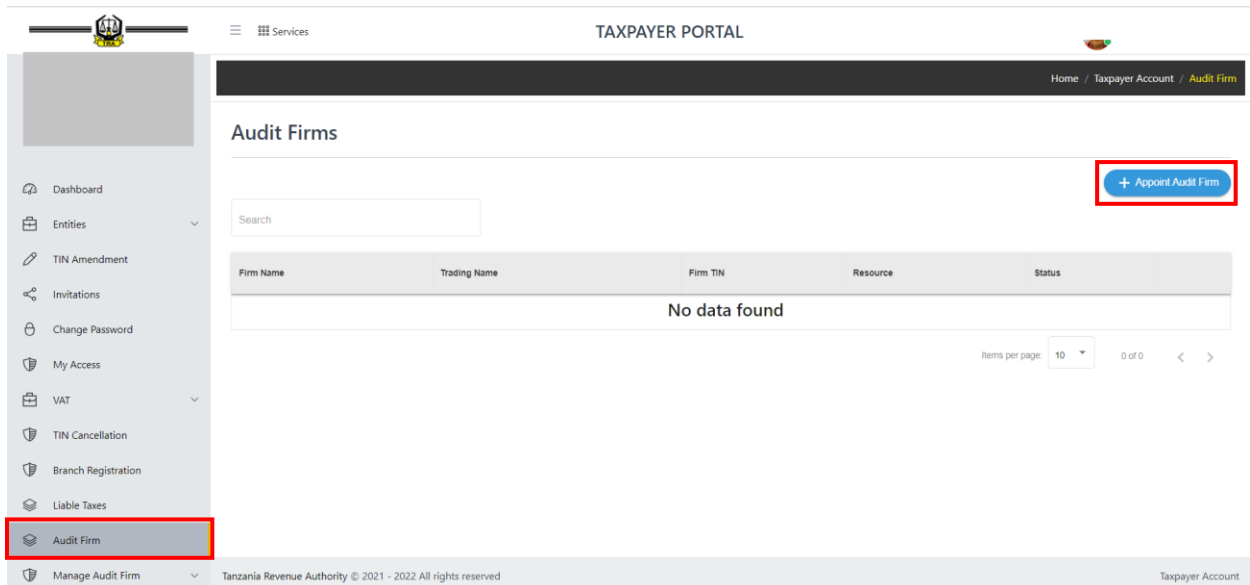 TRA
Services
TAXPAYER PORTAL
Home / Taxpayer Account / Audit Firm
Audit Firms
+ Appoint Audit Firm
Search
Firm Name Trading Name Firm TIN Resource Status
No data found
Items per page: 10 0 of 0
Dashboard
Entities
TIN Amendment
Invitations
Change Password
My Access
VAT
TIN Cancellation
Branch Registration
Liable Taxes
Audit Firm
Manage Audit Firm
Tanzania Revenue Authority © 2021 - 2022 All rights reserved
Taxpayer Account